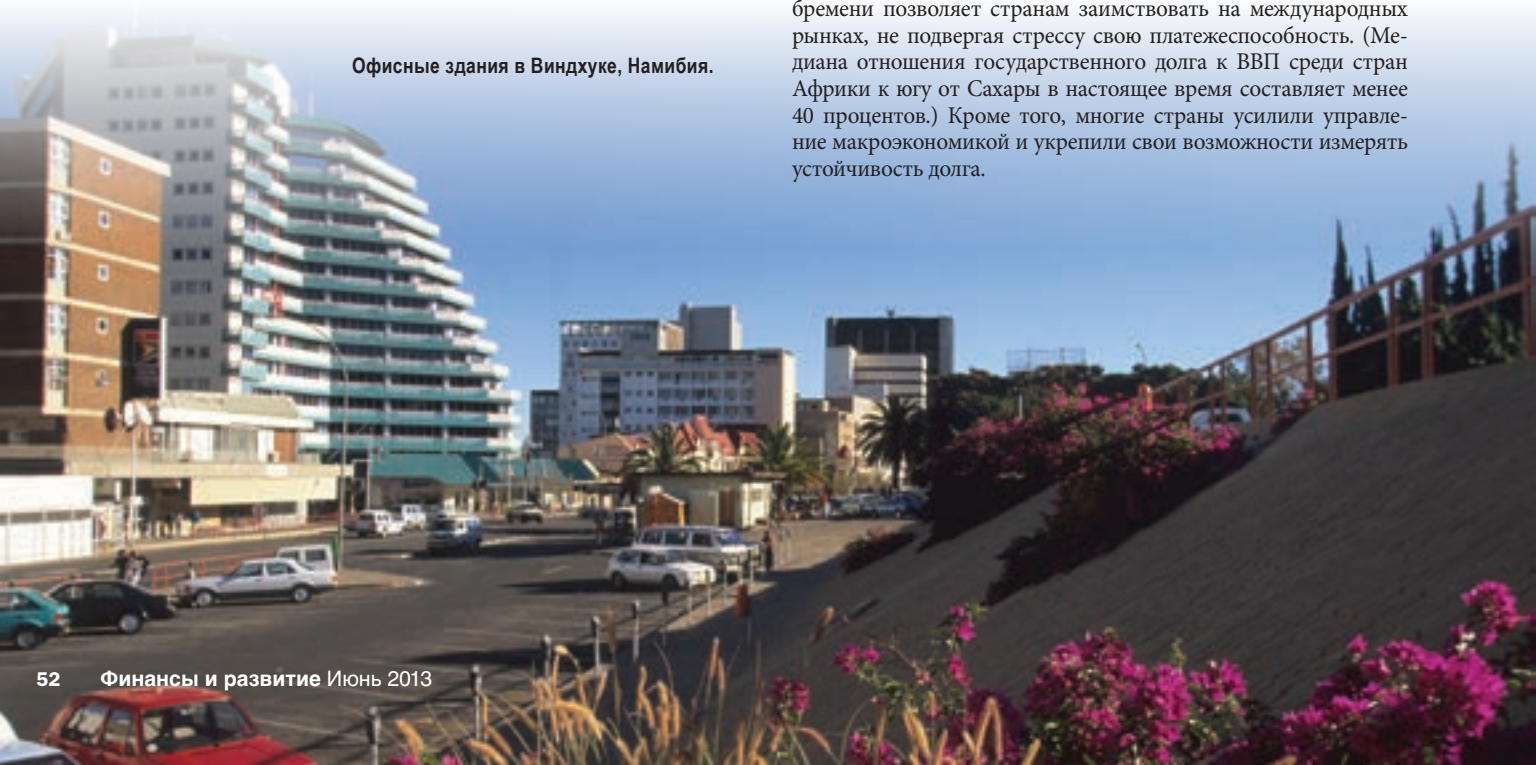 бремени позволяет странам заимствовать на международных
рынках, не подвергая стрессу свою платежеспособность. (Ме-
диана отношения государственного долга к ВВП среди стран
Африки к югу от Сахары в настоящее время составляет менее
40 процентов.) Кроме того, многие страны усилили управле-
ние макроэкономикой и укрепили свои возможности измерять
устойчивость долга.
Офисные здания в Виндхуке, Намибия.
52 Финансы и развитие Июнь 2013